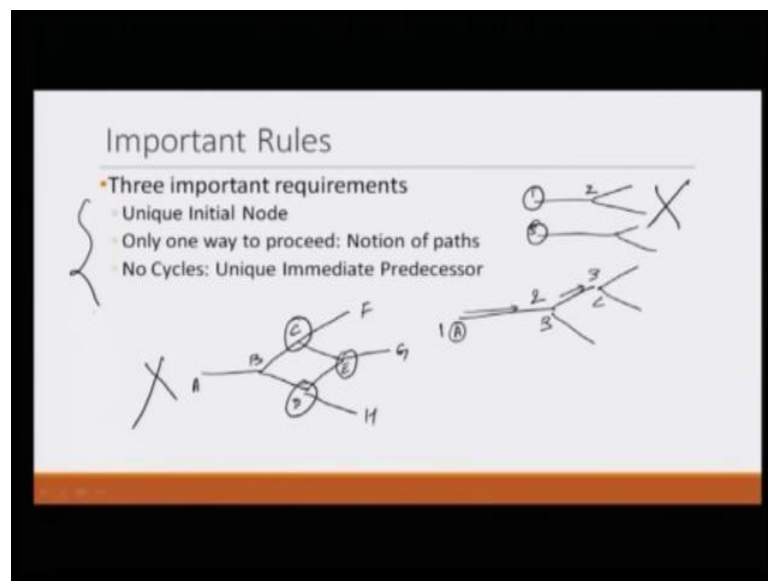 Important Rules
Three important requirements
Unique Initial Node
Only one way to proceed: Notion of paths
No Cycles: Unique Immediate Predecessor
1 2
3
2
1 A B C
F
C
B
A E G
D
H